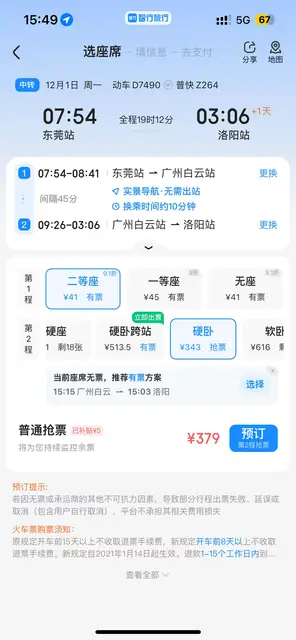 15:49
智行旅行
5G
67
选座席 - 填信息 - 去支付
分享
地图
中转
12月1日 周一
动车 D7490
普快 Z264
07:54
全程19时12分
03:06
+1天
东莞站
洛阳站
1
07:54-08:41
东莞站
广州白云站
更换
间隔45分
实景导航·无需出站
换乘时间约10分钟
2
09:26-03:06
广州白云站
洛阳站
更换
第1程
二等座
9.1折
¥41 有票
一等座
¥45 有票
无座
¥41 有票
第2程
硬座
1 剩18张
立即出票
硬卧跨站
¥513.5 有票
硬卧
¥343 抢票
软卧
¥616
当前座席无票，推荐有票方案
15:15 广州白云
15:03 洛阳
选择
普通抢票
已补贴¥5
将为您持续监控余票
¥379
预订
第2程抢票
预订提示:
若因无票或承运商的其他不可抗力因素，导致部分行程出票失败、延误或
取消（包含用户自行取消），平台不承担其相关费用损失
火车票购票须知:
原规定开车前15天以上不收取退票手续费，新规定开车前8天以上不收取
退票手续费。新规定自2021年1月14日起生效。退款1~15个工作日内到...
查看全部